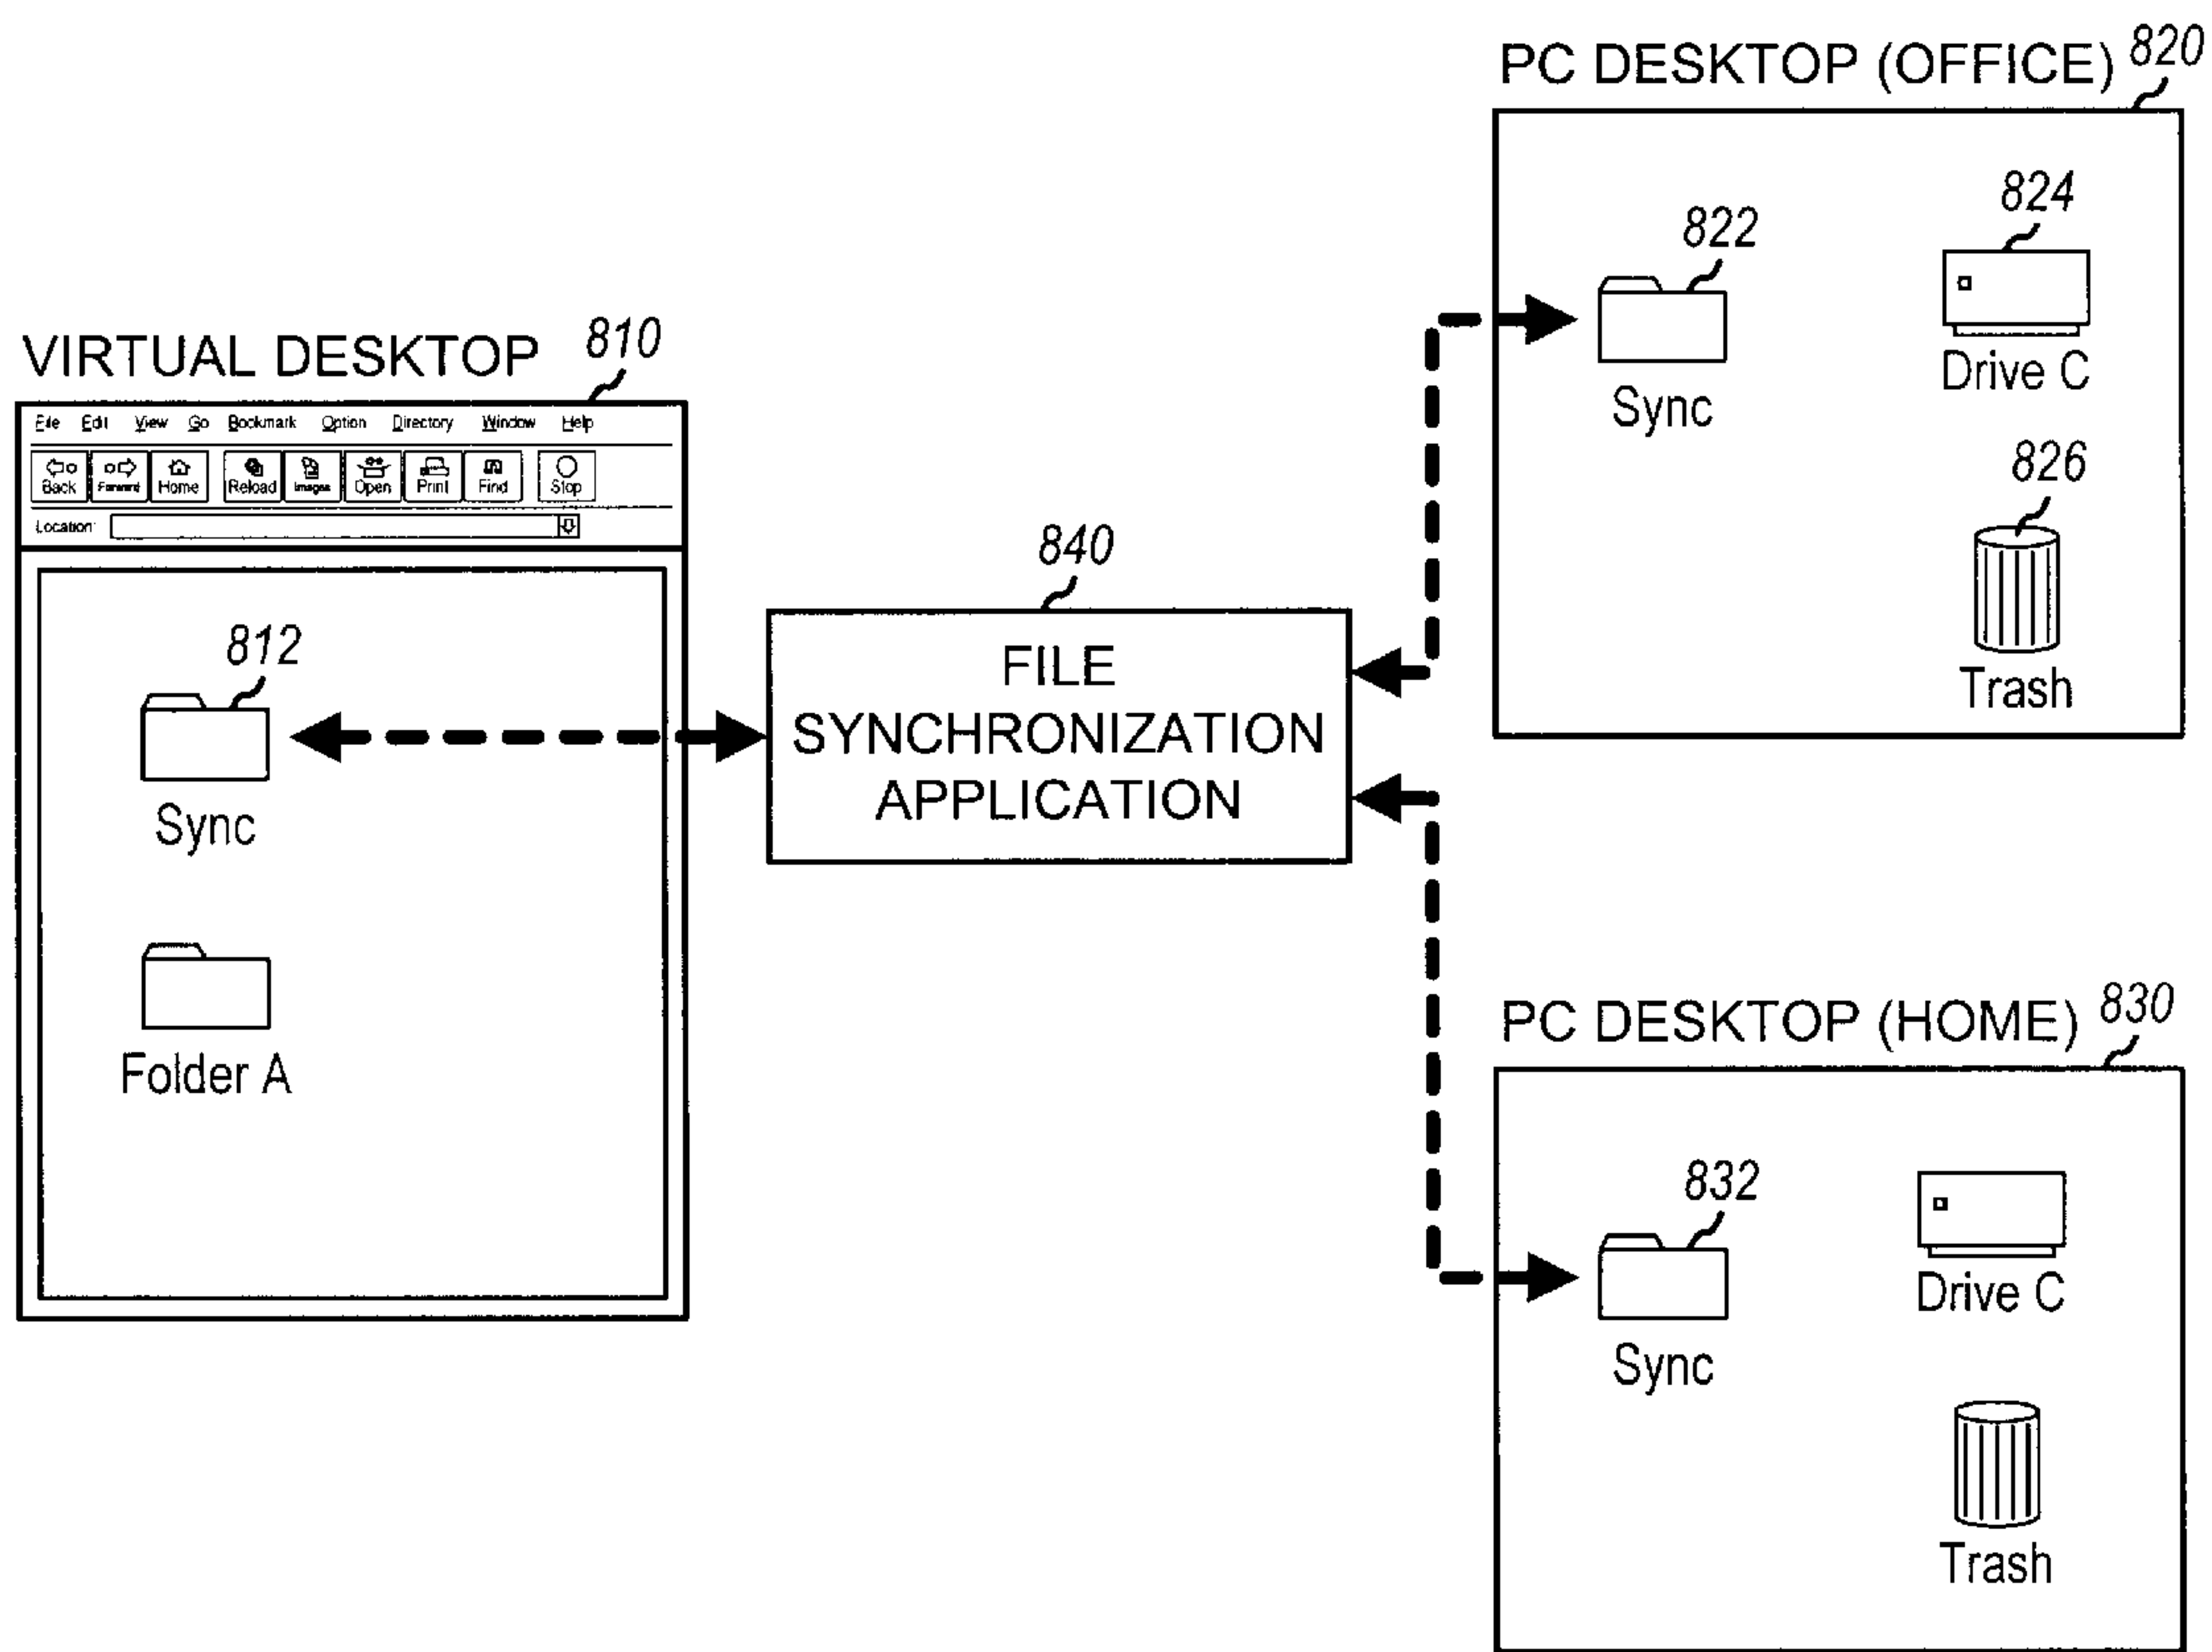 VIRTUAL DESKTOP 810
File Edit View Go Bookmark Option Directory Window Help
Back Forward Home Reload Images Open Print Find Stop
Location:
812
Sync
Folder A
840
FILE
SYNCHRONIZATION
APPLICATION
PC DESKTOP (OFFICE) 820
822
Sync
824
Drive C
826
Trash
PC DESKTOP (HOME) 830
832
Sync
Drive C
Trash